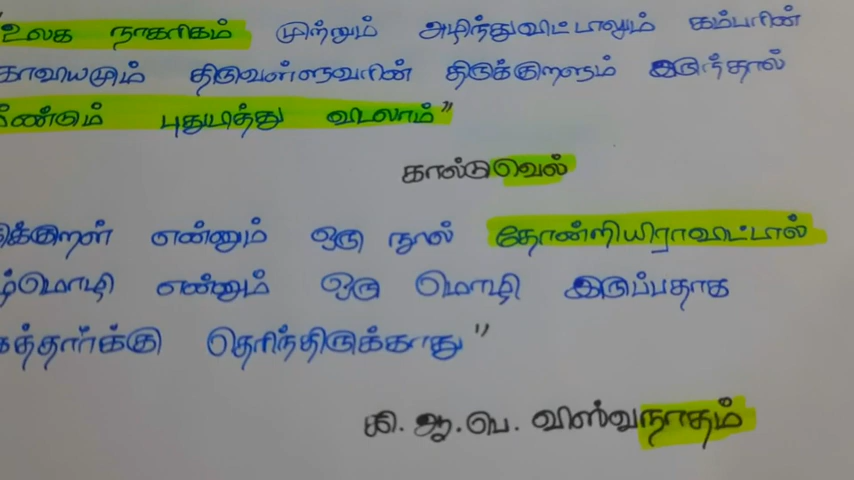 "உலக நாகரிகம் முற்றும் அழிந்துவிட்டாலும் கம்பரின்
காவியமும் திருவள்ளுவரின் திருக்குறளும் இருந்தால்
மீண்டும் புதுபித்து விடலாம்"
கால்டுவெல்
திருக்குறள் என்னும் ஒரு நூல் தோன்றியிராவிட்டால்
தமிழ்மொழி என்னும் ஒரு மொழி இருப்பதாக
உலகத்தார்க்கு தெரிந்திருக்காது"
கி. ஆ. பெ. விஸ்வநாதம்